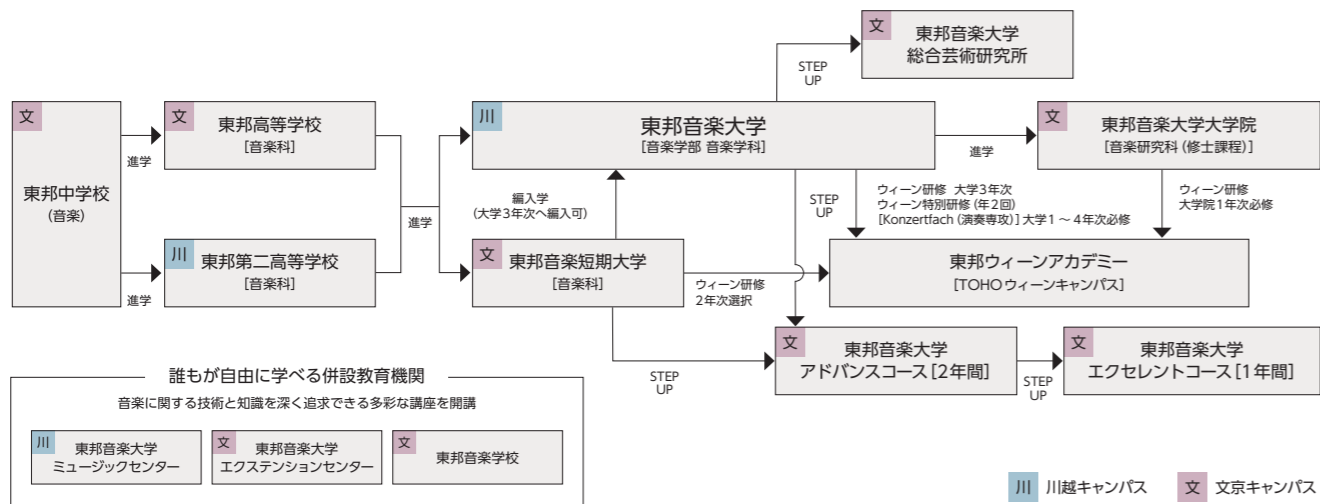 文
東邦音楽大学
総合芸術研究所
STEP
UP
文
東邦中学校
(音楽)
進学
文
東邦高等学校
[音楽科]
進学
川
東邦第二高等学校
[音楽科]
進学
川
東邦音楽大学
[音楽学部 音楽学科]
進学
文
東邦音楽大学大学院
[音楽研究科(修士課程)]
編入学
(大学3年次へ編入可)
STEP
UP
ウィーン研修 大学3年次
ウィーン特別研修(年2回)
[Konzertfach(演奏専攻)]大学1～4年次必修
ウィーン研修
大学院1年次必修
文
東邦音楽短期大学
[音楽科]
ウィーン研修
2年次選択
東邦ウィーンアカデミー
[TOHOウィーンキャンパス]
STEP
UP
文
東邦音楽大学
アドバンスコース[2年間]
STEP
UP
文
東邦音楽大学
エクセレントコース[1年間]
誰もが自由に学べる併設教育機関
音楽に関する技術と知識を深く追求できる多彩な講座を開講
川
東邦音楽大学
ミュージックセンター
文
東邦音楽大学
エクステンションセンター
文
東邦音楽学校
川 川越キャンパス
文 文京キャンパス